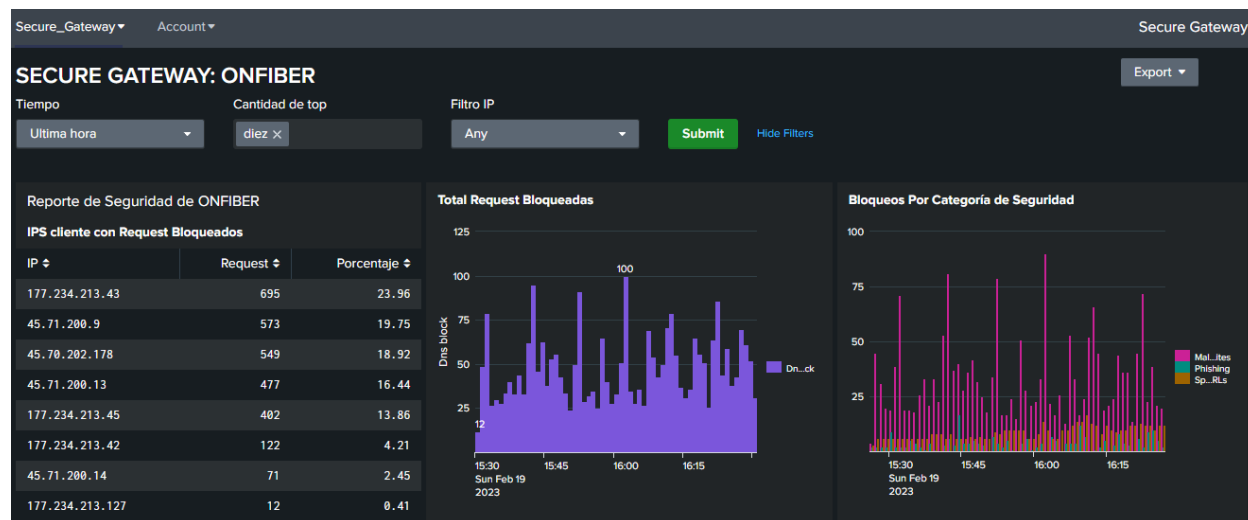 Secure_Gateway Account Secure Gateway
SECURE GATEWAY: ONFIBER
Export
Tiempo Cantidad de top Filtro IP
Ultima hora diez × Any Submit Hide Filters
Reporte de Seguridad de ONFIBER
IPS cliente con Request Bloqueados
IP Request Porcentaje
177.234.213.43 695 23.96
45.71.200.9 573 19.75
45.70.202.178 549 18.92
45.71.200.13 477 16.44
177.234.213.45 402 13.86
177.234.213.42 122 4.21
45.71.200.14 71 2.45
177.234.213.127 12 0.41
Total Request Bloqueadas
125
100
75
50
25
Dns block
100
12
Dn...ck
15:30 15:45 16:00 16:15
Sun Feb 19
2023
Bloqueos Por Categoría de Seguridad
100
75
50
25
Mal...ites
Phishing
Sp...RLs
15:30 15:45 16:00 16:15
Sun Feb 19
2023